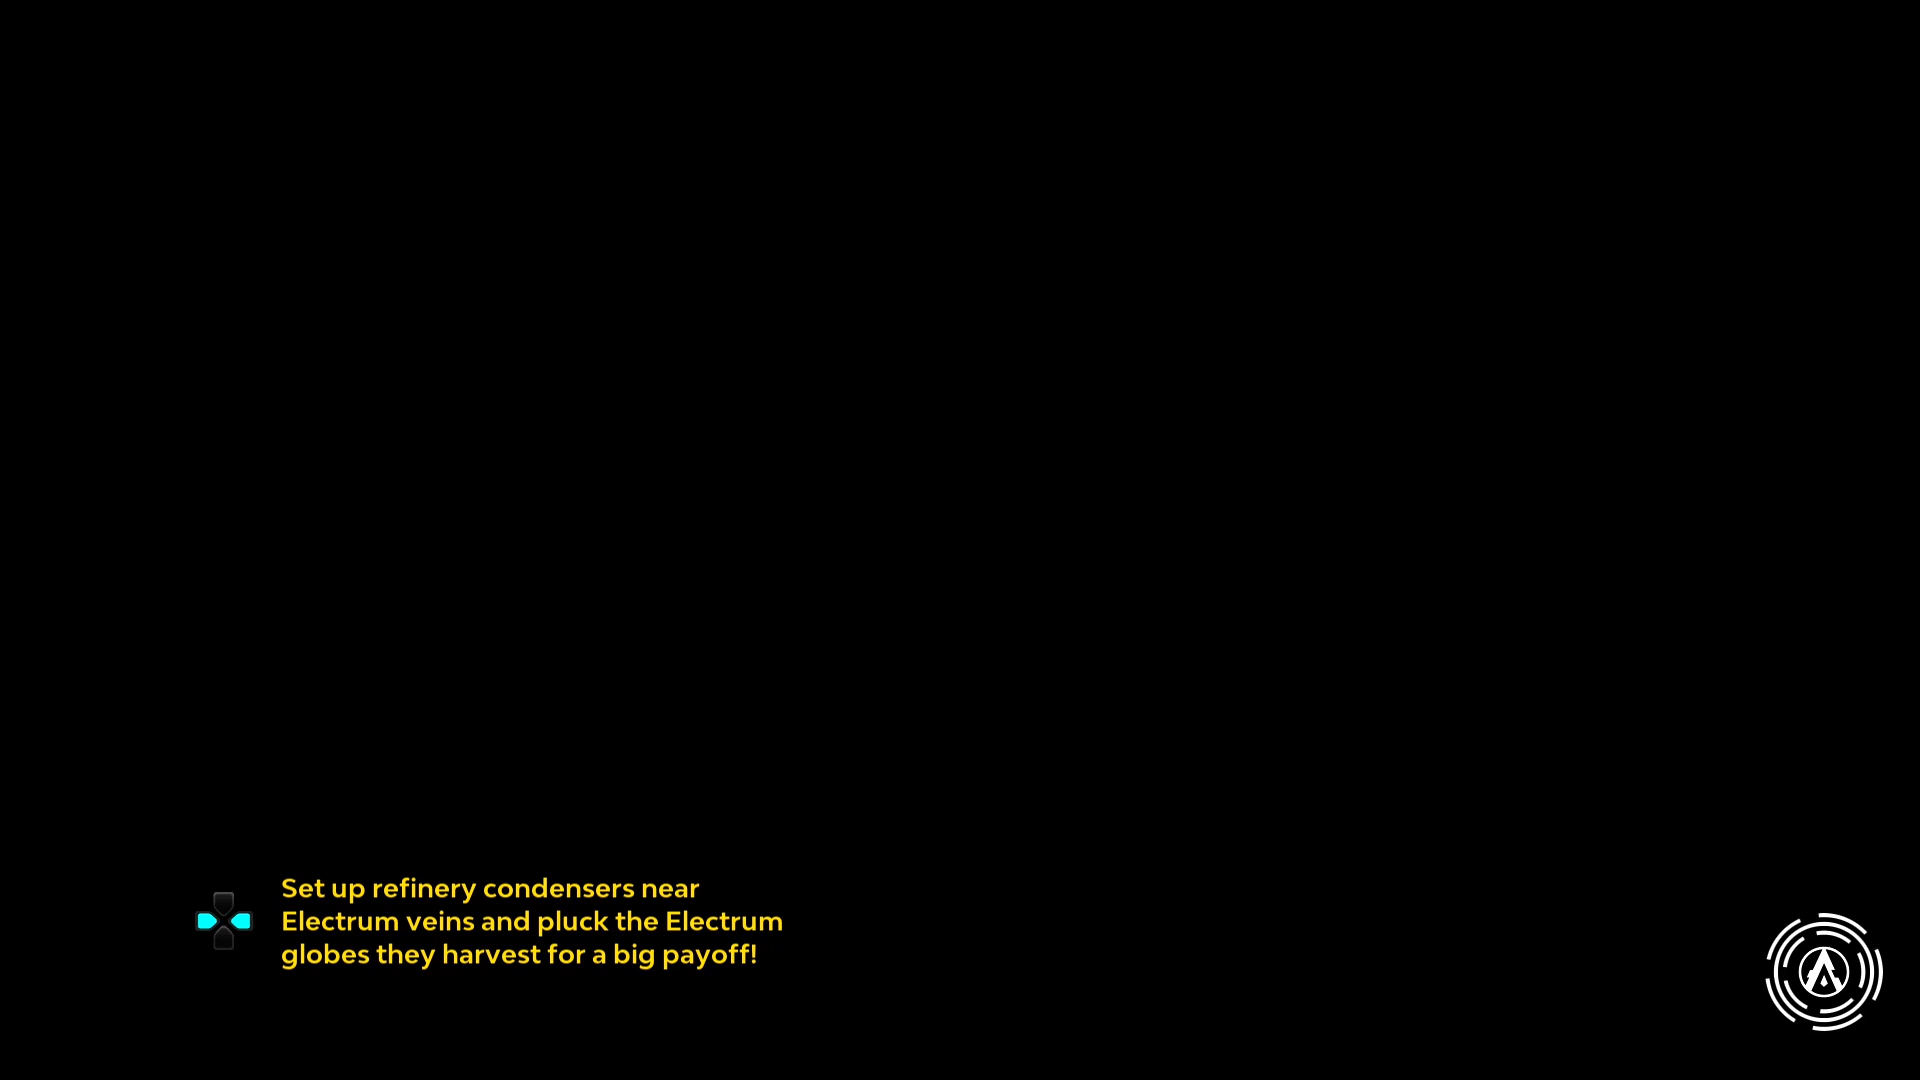 Set up refinery condensers near
Electrum veins and pluck the Electrum
globes they harvest for a big payoff!